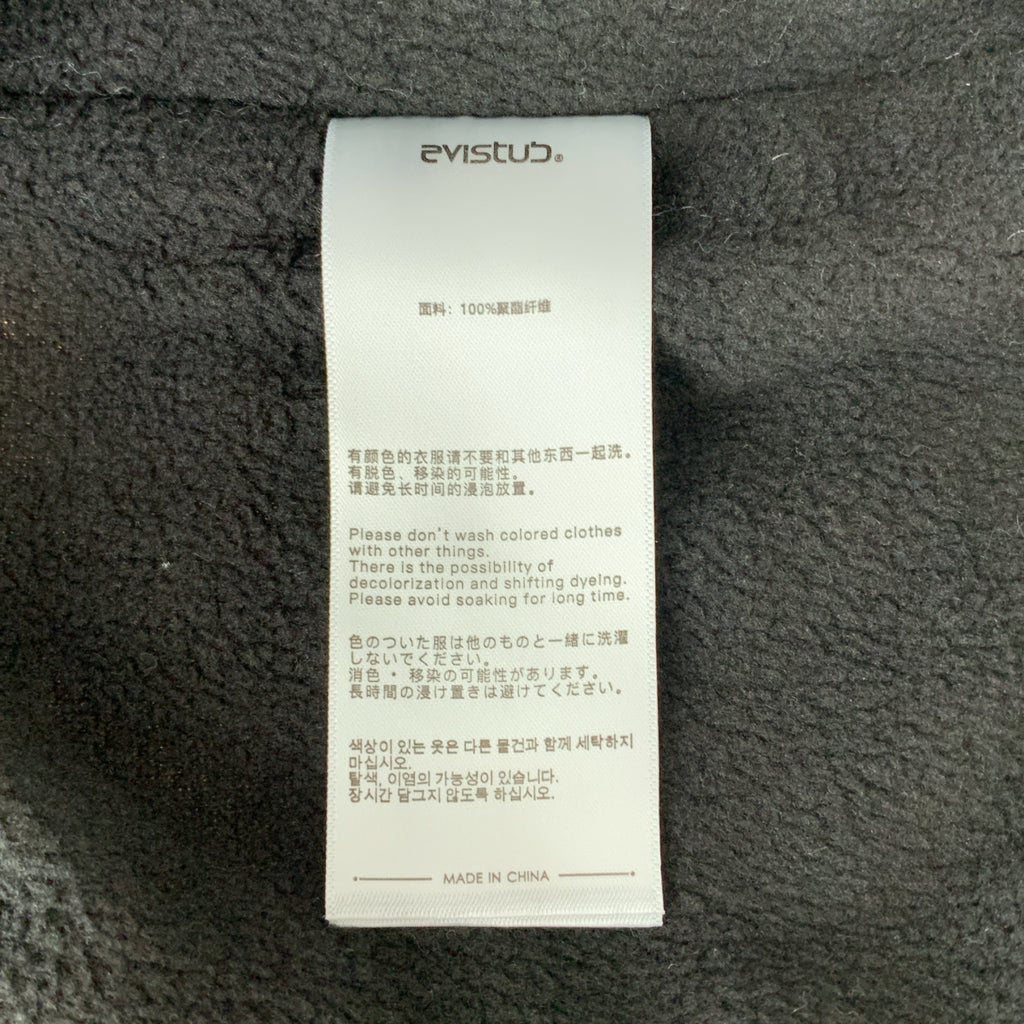 evistub®
面料：100%聚酯纤维
有颜色的衣服请不要和其他东西一起洗。
有脱色、移染的可能性。
请避免长时间的浸泡放置。
Please don't wash colored clothes
with other things.
There is the possibility of
decolorization and shifting dyeing.
Please avoid soaking for long time.
色のついた服は他のものと一緒に洗濯
しないでください。
消色・移染の可能性があります。
長時間の浸け置きは避けてください。
색상이 있는 옷은 다른 물건과 함께 세탁하지
마십시오.
탈색, 이염의 가능성이 있습니다.
장시간 담그지 않도록 하십시오.
MADE IN CHINA